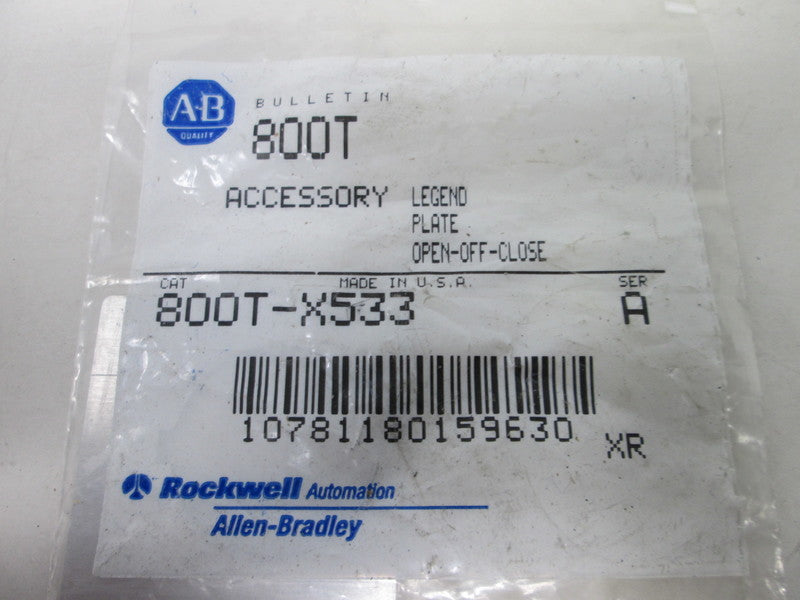 A-B
QUALITY
BULLETIN
800T
ACCESSORY LEGEND
PLATE
OPEN-OFF-CLOSE
CAT MADE IN U.S.A. SER
800T-X533 A
10781180159630
XR
Rockwell Automation
Allen-Bradley